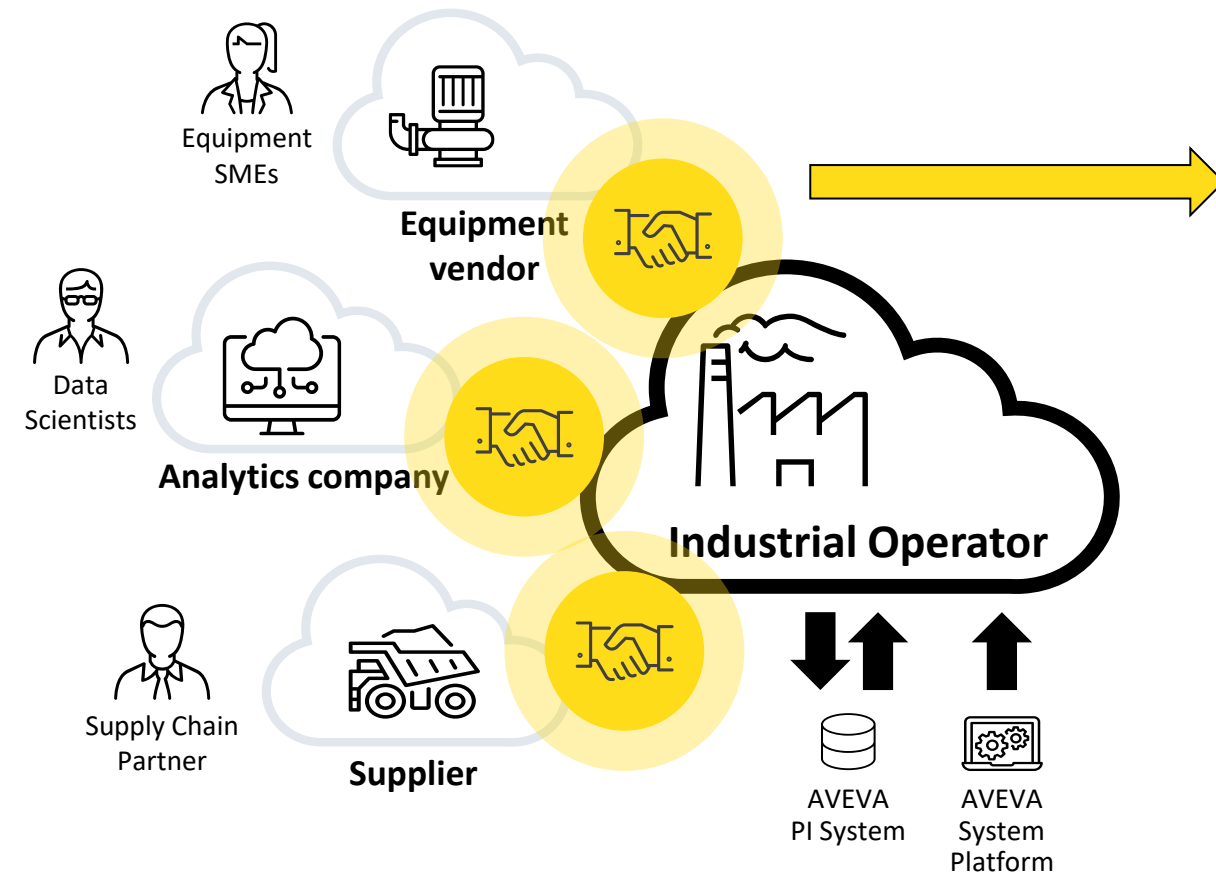 Equipment
SMEs
Equipment
vendor
Data
Scientists
Analytics company
Industrial Operator
Supply Chain
Partner
Supplier
AVEVA
PI System
AVEVA
System
Platform